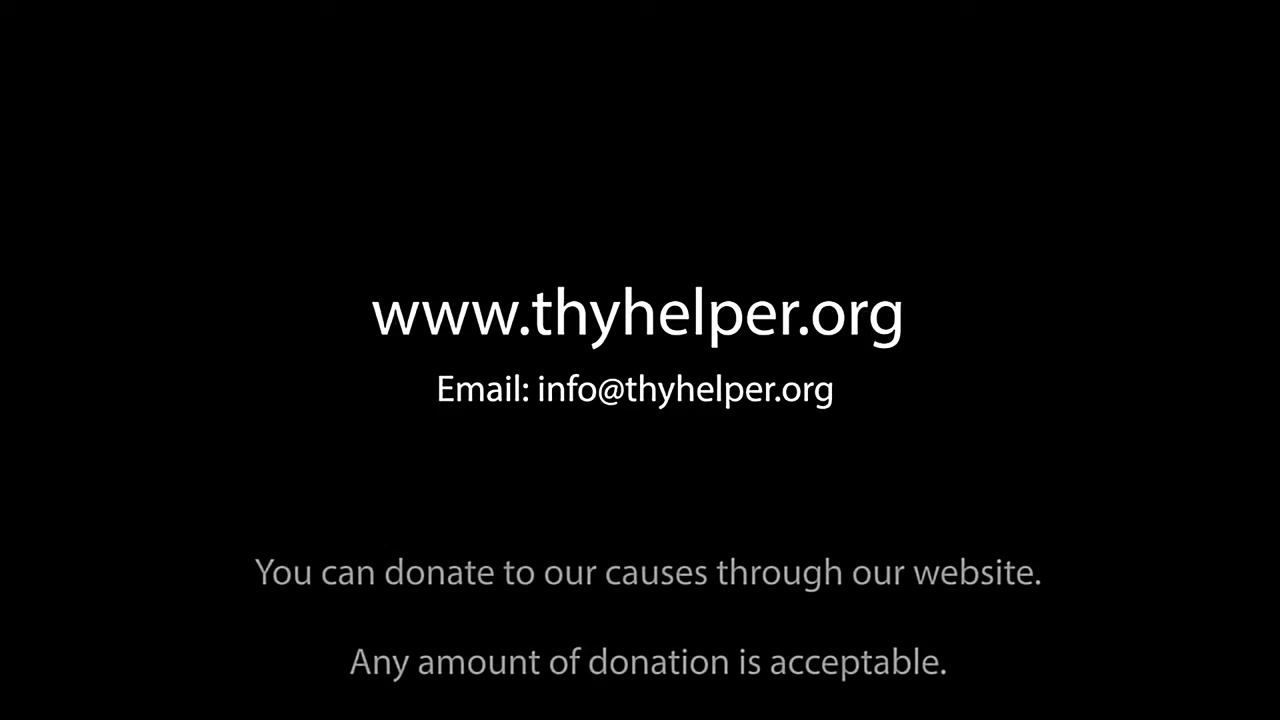 www.thyhelper.org
Email: info@thyhelper.org
You can donate to our causes through our website.
Any amount of donation is acceptable.